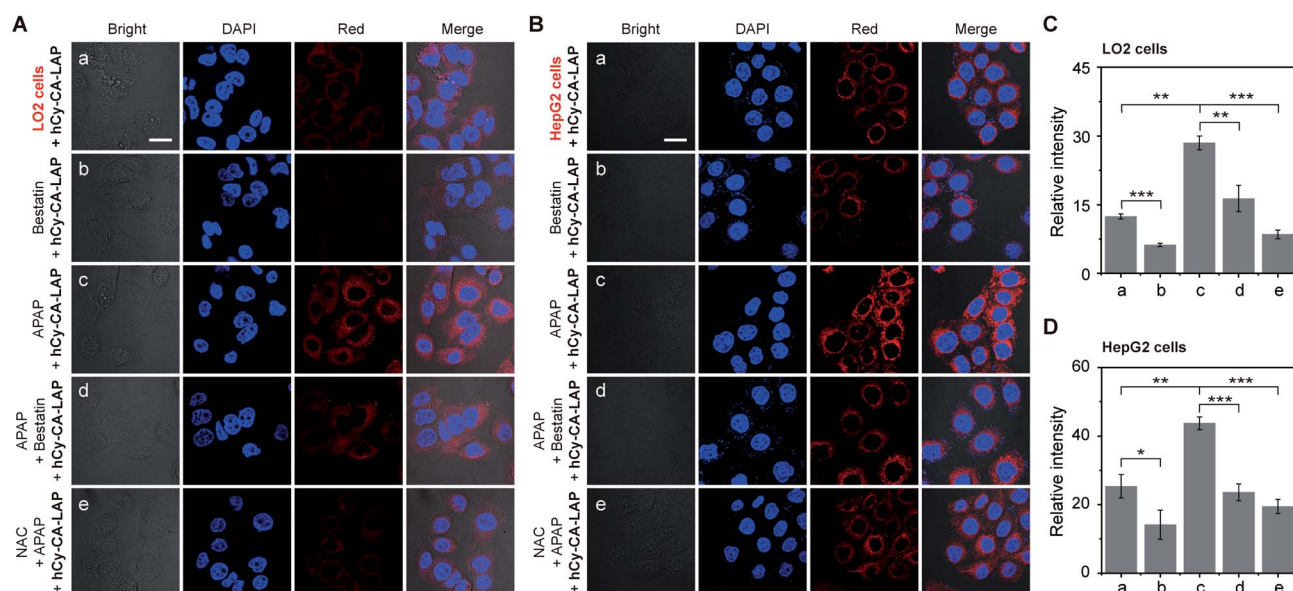 A
Bright
DAPI
Red
Merge
LO2 cells
+ hCy-CA-LAP
a
Bestatin
+ hCy-CA-LAP
b
APAP
+ hCy-CA-LAP
c
APAP
+ Bestatin
+ hCy-CA-LAP
d
NAC
+ APAP
+ hCy-CA-LAP
e
B
Bright
DAPI
Red
Merge
HepG2 cells
+ hCy-CA-LAP
a
Bestatin
+ hCy-CA-LAP
b
APAP
+ hCy-CA-LAP
c
APAP
+ Bestatin
+ hCy-CA-LAP
d
NAC
+ APAP
+ hCy-CA-LAP
e
C
LO2 cells
Relative intensity
45
30
15
0
** ***
**
***
a b c d e
D
HepG2 cells
Relative intensity
60
40
20
0
** ***
***
*
a b c d e